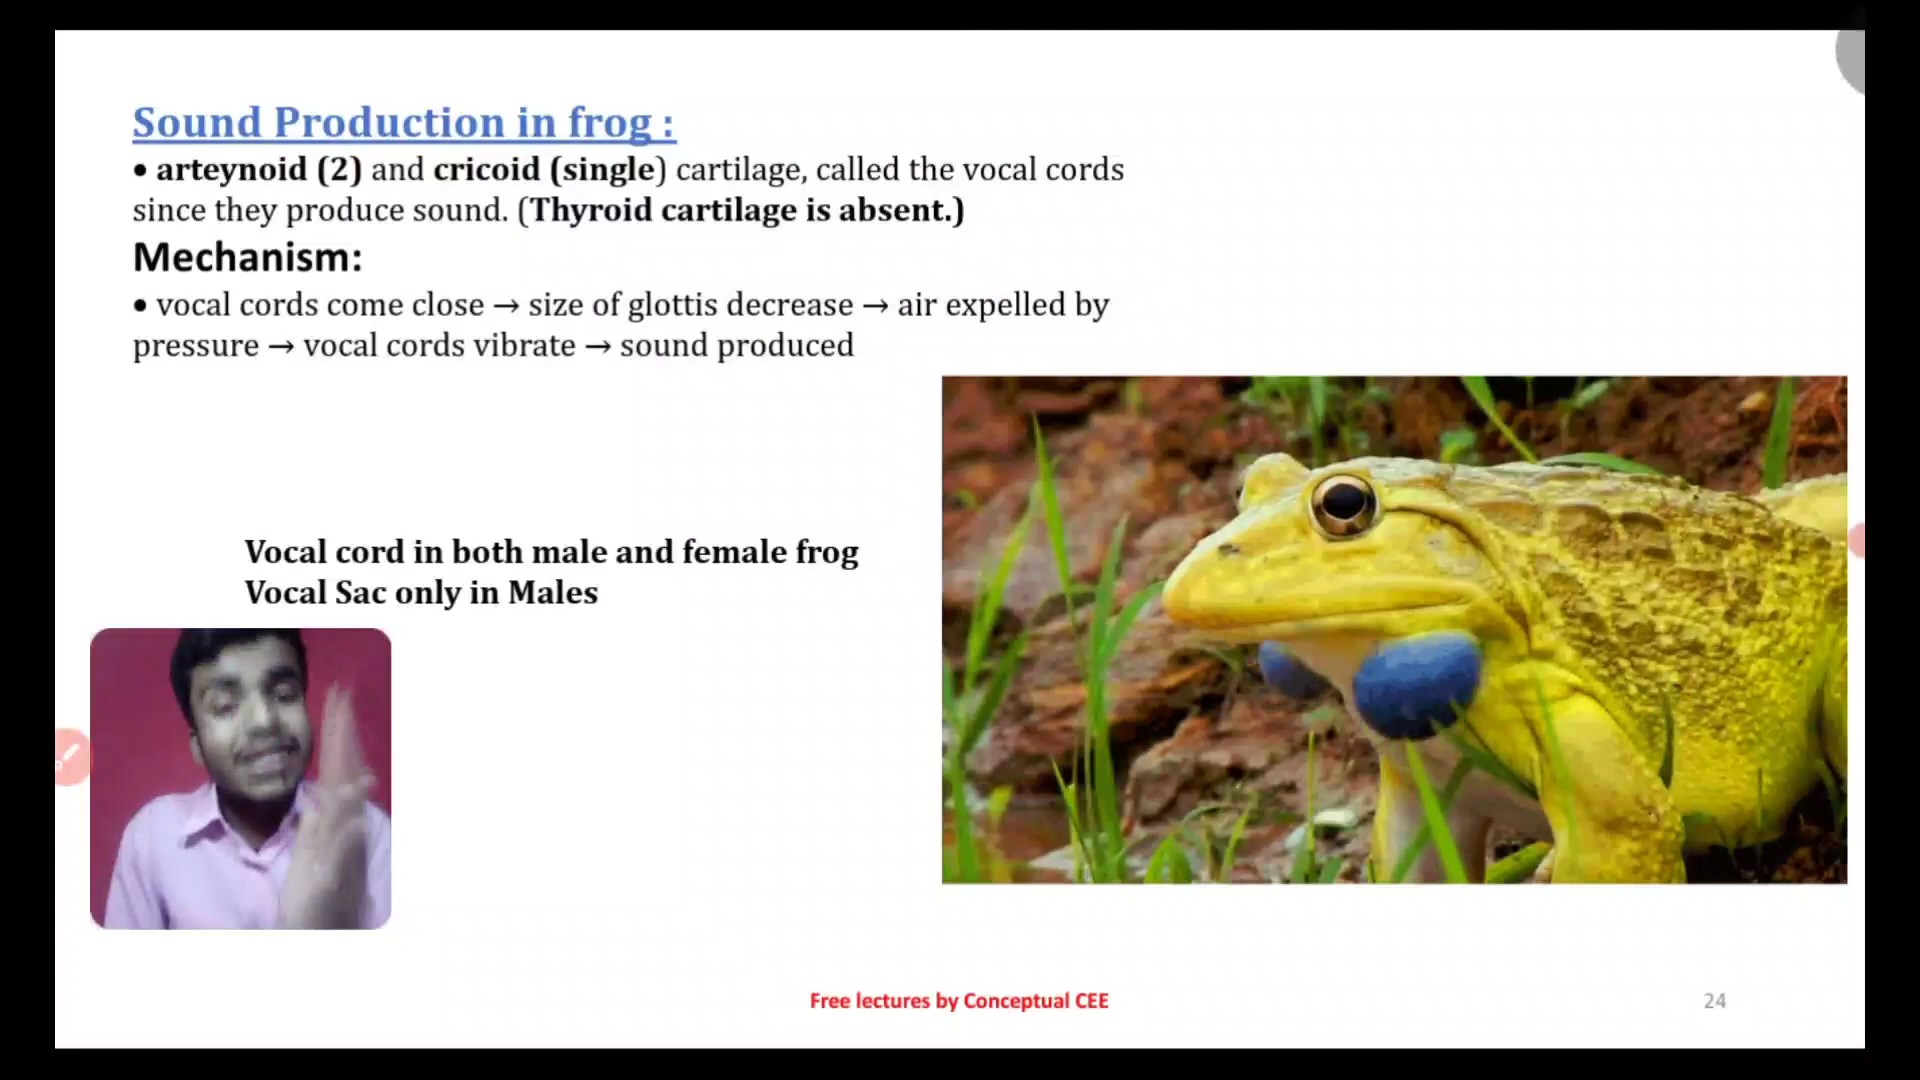 Sound Production in frog :
• arteynoid (2) and cricoid (single) cartilage, called the vocal cords
since they produce sound. (Thyroid cartilage is absent.)
Mechanism:
• vocal cords come close → size of glottis decrease → air expelled by
pressure → vocal cords vibrate → sound produced
Vocal cord in both male and female frog
Vocal Sac only in Males
Free lectures by Conceptual CEE
24